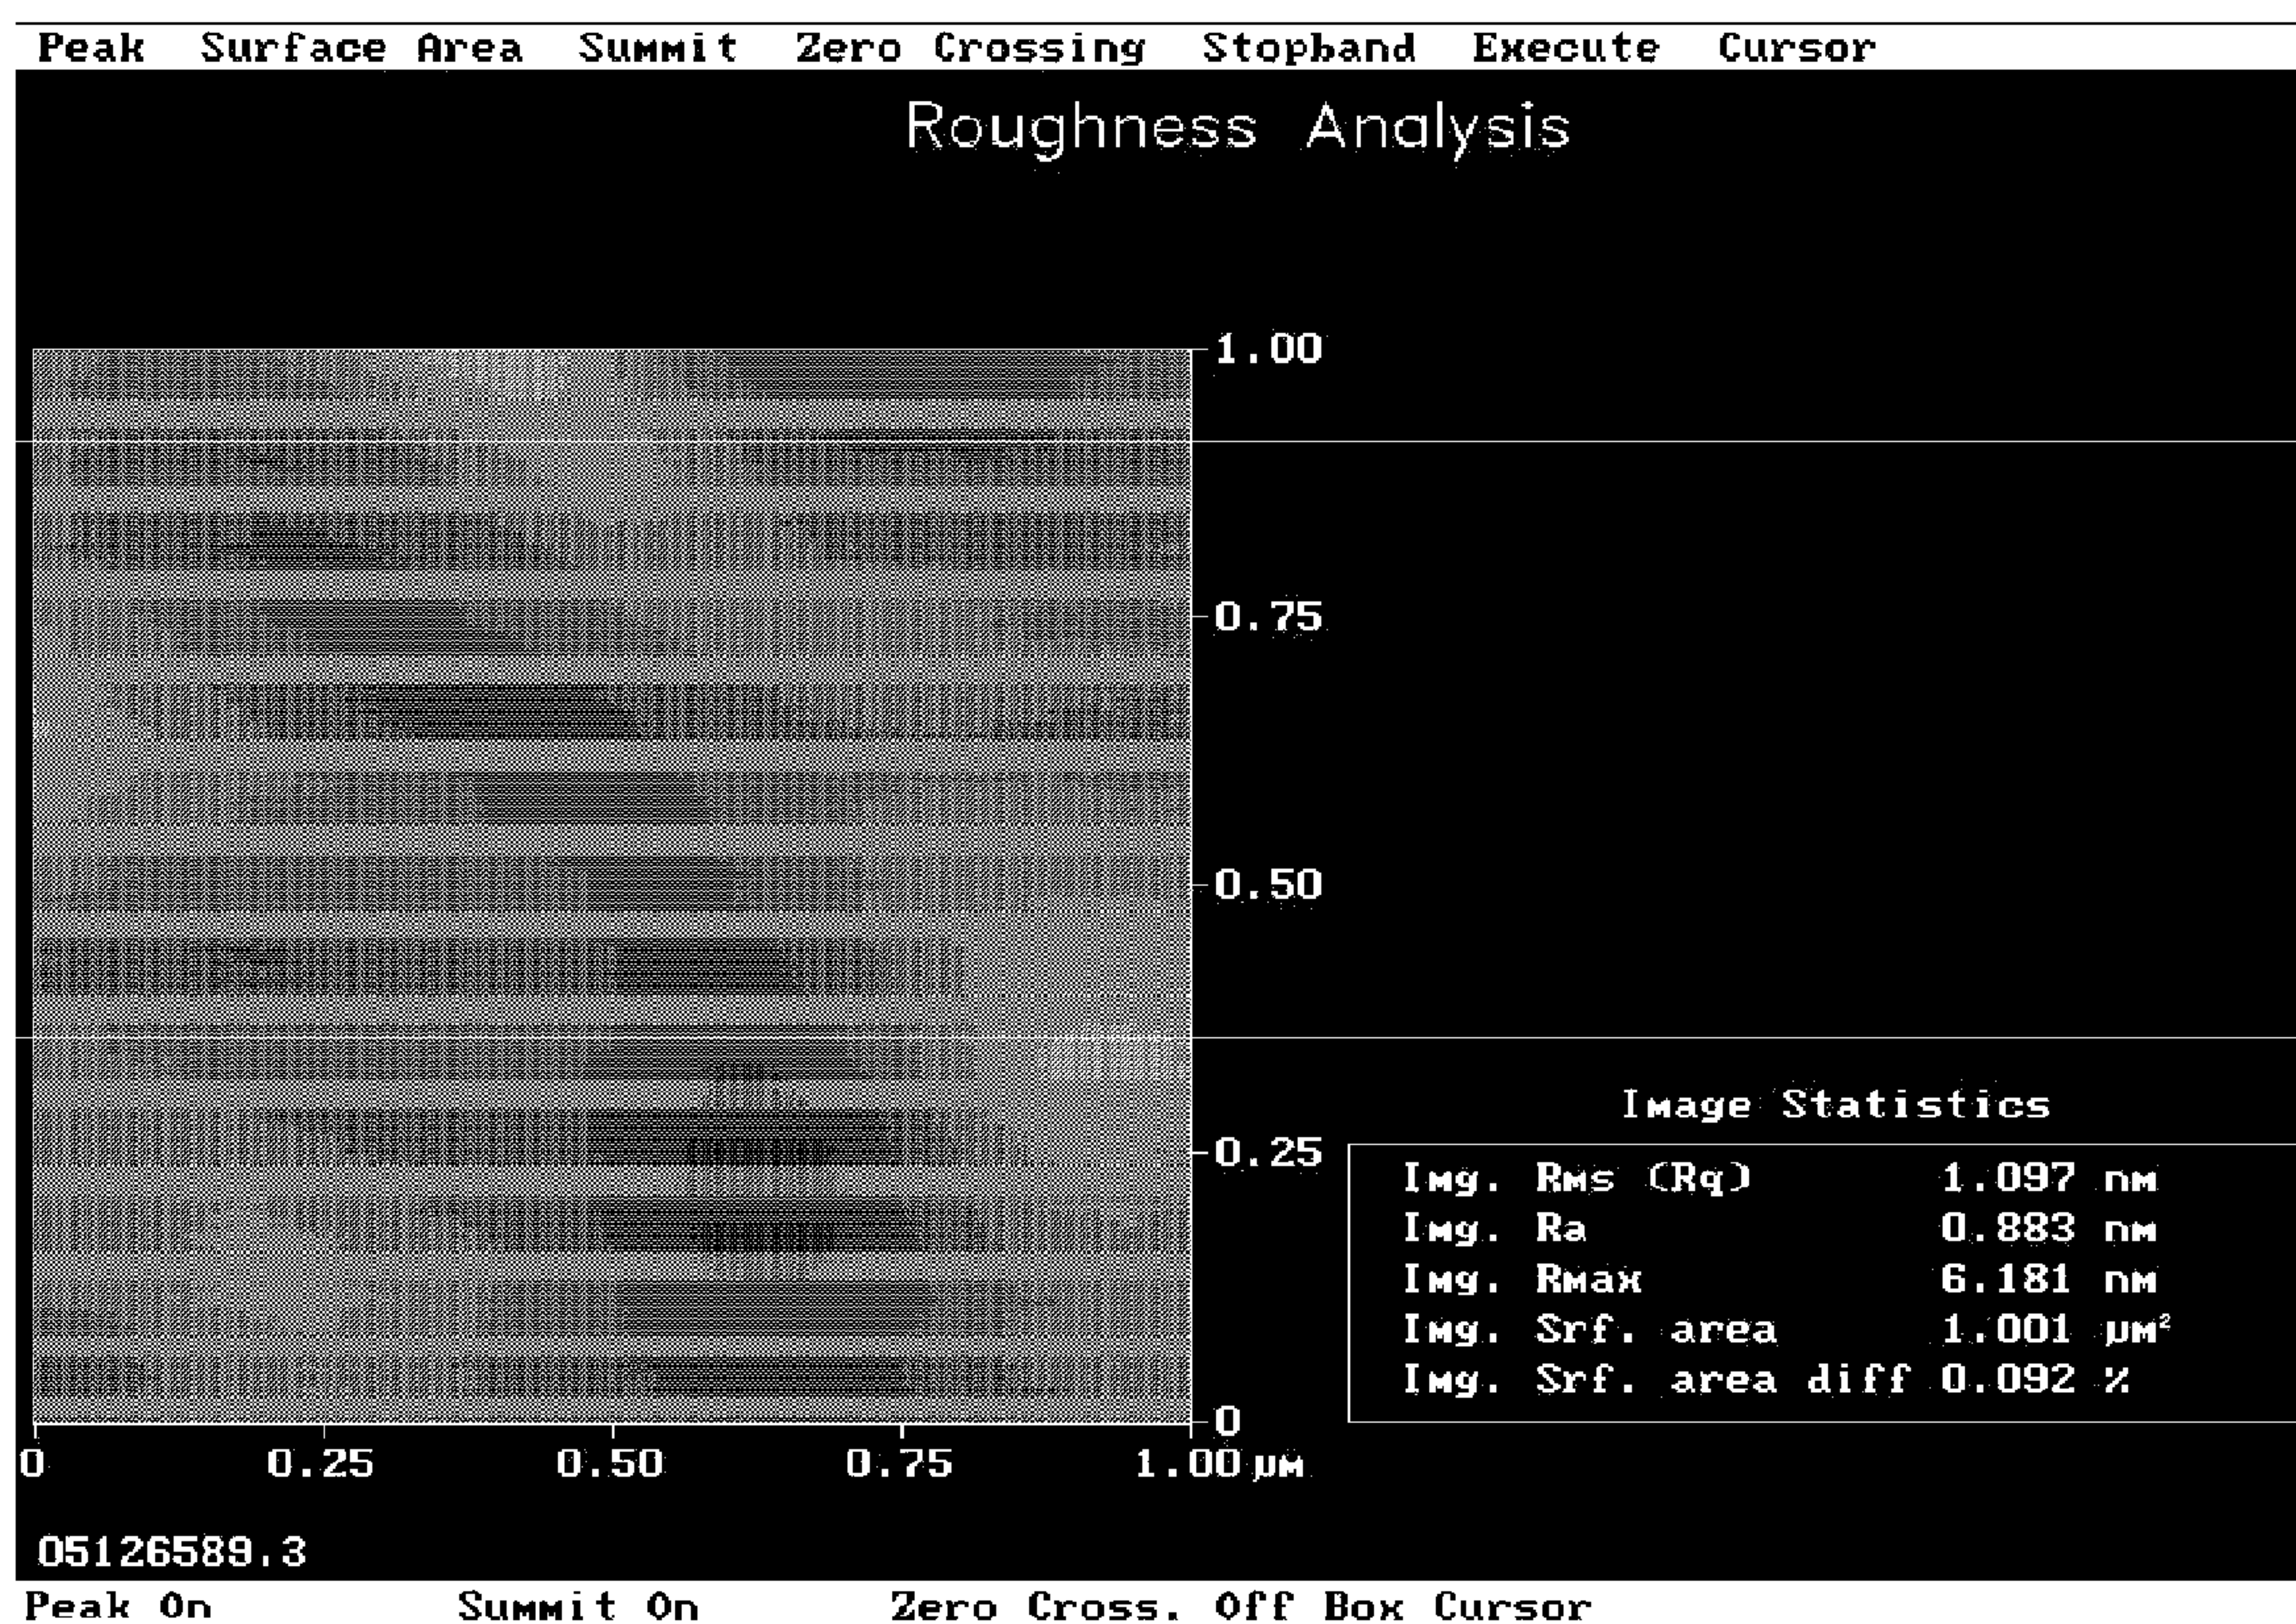 Peak Surface Area Summit Zero Crossing Stopband Execute Cursor
Roughness Analysis
1.00
0.75
0.50
0.25
0
0 0.25 0.50 0.75 1.00 µm
Image Statistics
Img. Rms (Rq) 1.097 nm
Img. Ra 0.883 nm
Img. Rmax 6.181 nm
Img. Srf. area 1.001 µm²
Img. Srf. area diff 0.092 %
05126589.3
Peak On Summit On Zero Cross. Off Box Cursor